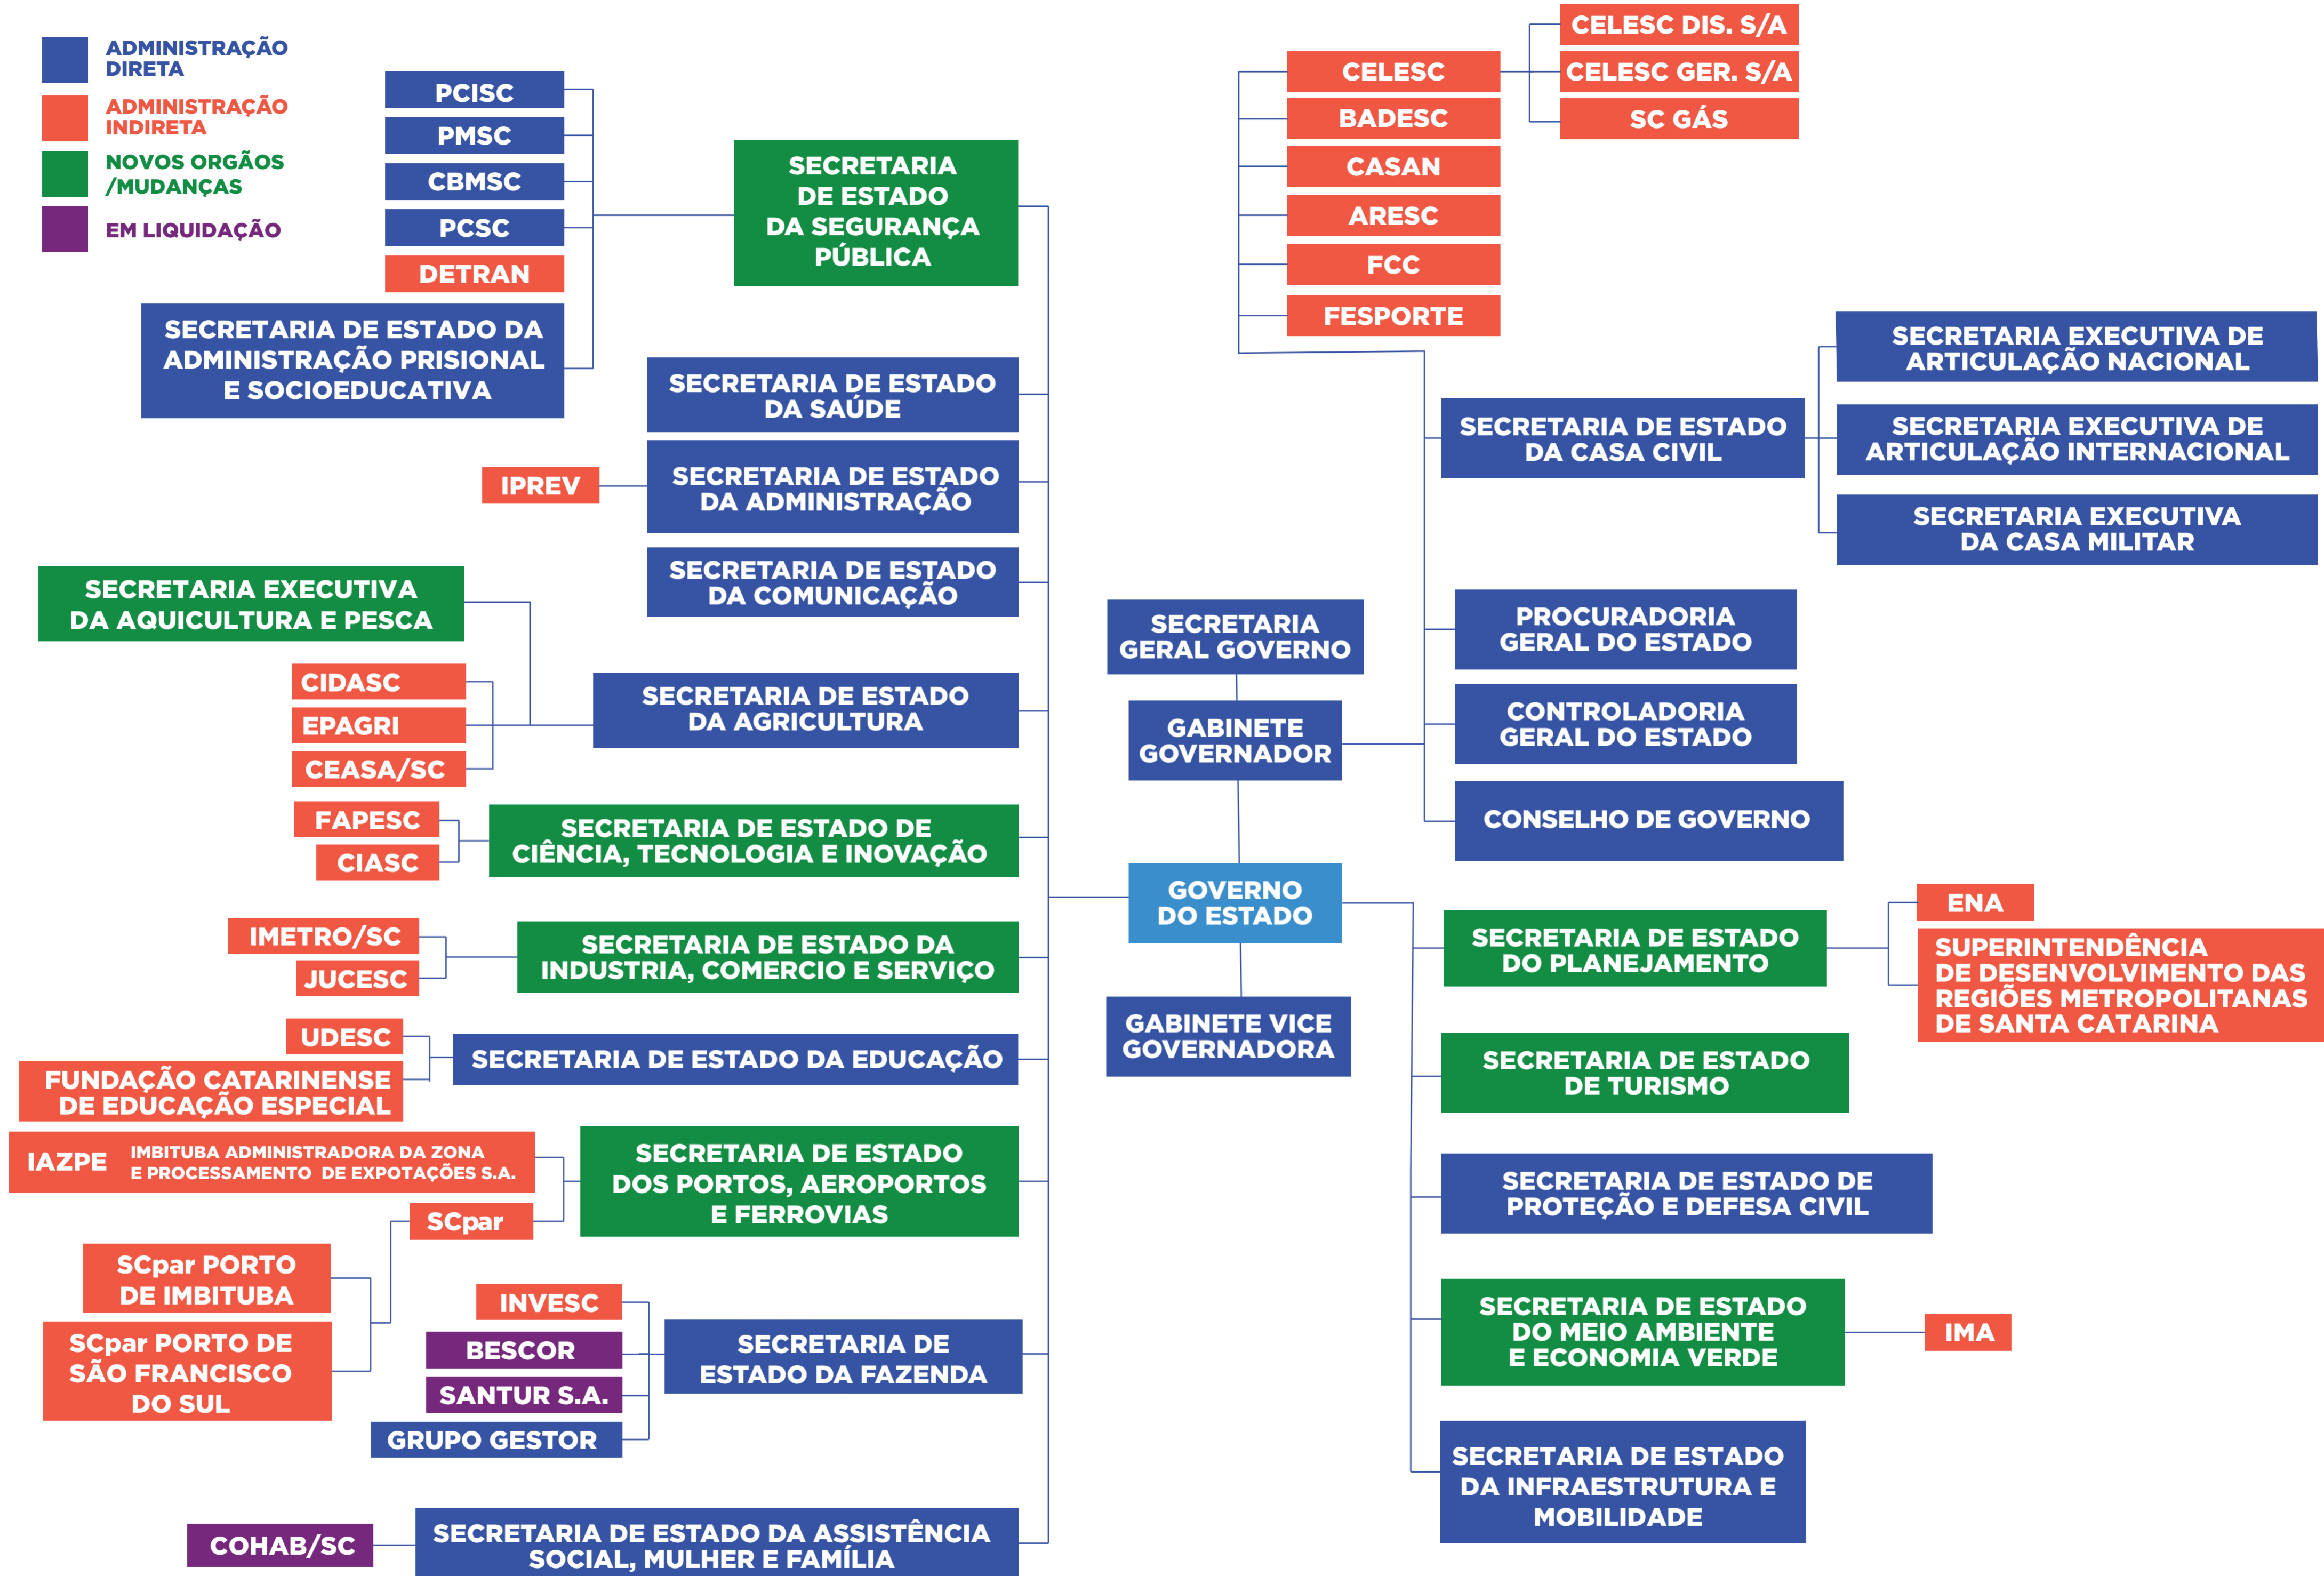 ADMINISTRAÇÃO
DIRETA
ADMINISTRAÇÃO
INDIRETA
NOVOS ORGÃOS
/MUDANÇAS
EM LIQUIDAÇÃO
PCISC
PMSC
CBMSC
PCSC
DETRAN
SECRETARIA DE ESTADO DA
ADMINISTRAÇÃO PRISIONAL
E SOCIOEDUCATIVA
SECRETARIA
DE ESTADO
DA SEGURANÇA
PÚBLICA
SECRETARIA DE ESTADO
DA SAÚDE
IPREV
SECRETARIA DE ESTADO
DA ADMINISTRAÇÃO
SECRETARIA DE ESTADO
DA COMUNICAÇÃO
SECRETARIA EXECUTIVA
DA AQUICULTURA E PESCA
CIDASC
EPAGRI
CEASA/SC
SECRETARIA DE ESTADO
DA AGRICULTURA
FAPESC
CIASC
SECRETARIA DE ESTADO DE
CIÊNCIA, TECNOLOGIA E INOVAÇÃO
IMETRO/SC
JUCESC
SECRETARIA DE ESTADO DA
INDUSTRIA, COMERCIO E SERVIÇO
UDESC
FUNDAÇÃO CATARINENSE
DE EDUCAÇÃO ESPECIAL
SECRETARIA DE ESTADO DA EDUCAÇÃO
IAZPE
IMBITUBA ADMINISTRADORA DA ZONA
E PROCESSAMENTO DE EXPOTAÇÕES S.A.
SCpar
SECRETARIA DE ESTADO
DOS PORTOS, AEROPORTOS
E FERROVIAS
SCpar PORTO
DE IMBITUBA
SCpar PORTO DE
SÃO FRANCISCO
DO SUL
INVESC
BESCOR
SANTUR S.A.
GRUPO GESTOR
SECRETARIA DE
ESTADO DA FAZENDA
COHAB/SC
SECRETARIA DE ESTADO DA ASSISTÊNCIA
SOCIAL, MULHER E FAMÍLIA
SECRETARIA
GERAL GOVERNO
GABINETE
GOVERNADOR
GOVERNO
DO ESTADO
GABINETE VICE
GOVERNADORA
CELESC
BADESC
CASAN
ARESC
FCC
FESPORTE
CELESC DIS. S/A
CELESC GER. S/A
SC GÁS
SECRETARIA DE ESTADO
DA CASA CIVIL
SECRETARIA EXECUTIVA DE
ARTICULAÇÃO NACIONAL
SECRETARIA EXECUTIVA DE
ARTICULAÇÃO INTERNACIONAL
SECRETARIA EXECUTIVA
DA CASA MILITAR
PROCURADORIA
GERAL DO ESTADO
CONTROLADORIA
GERAL DO ESTADO
CONSELHO DE GOVERNO
SECRETARIA DE ESTADO
DO PLANEJAMENTO
ENA
SUPERINTENDÊNCIA
DE DESENVOLVIMENTO DAS
REGIÕES METROPOLITANAS
DE SANTA CATARINA
SECRETARIA DE ESTADO
DE TURISMO
SECRETARIA DE ESTADO DE
PROTEÇÃO E DEFESA CIVIL
SECRETARIA DE ESTADO
DO MEIO AMBIENTE
E ECONOMIA VERDE
IMA
SECRETARIA DE ESTADO
DA INFRAESTRUTURA E
MOBILIDADE